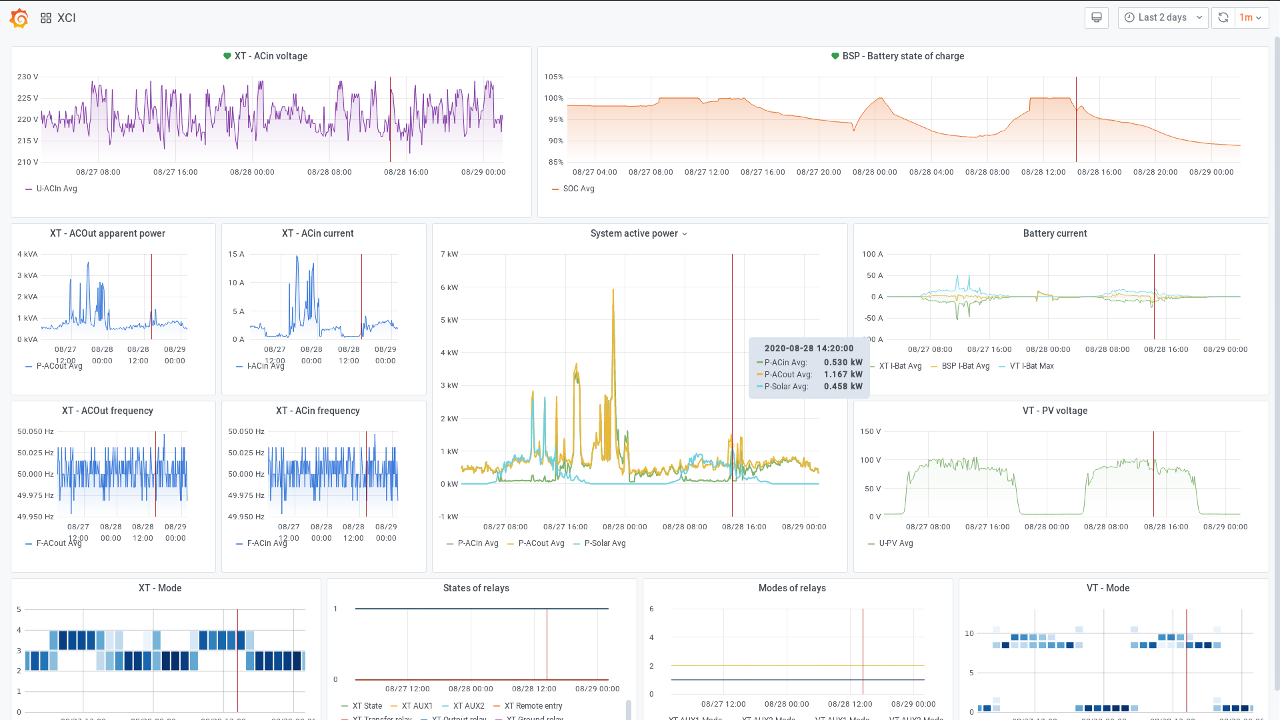 XCI
Last 2 days
1m
XT - ACin voltage
230 V
225 V
220 V
215 V
210 V
08/27 08:00 08/27 16:00 08/28 00:00 08/28 08:00 08/28 16:00 08/29 00:00
U-ACIn Avg
BSP - Battery state of charge
105%
100%
95%
90%
85%
08/27 04:00 08/27 08:00 08/27 12:00 08/27 16:00 08/27 20:00 08/28 00:00 08/28 04:00 08/28 08:00 08/28 12:00 08/28 16:00 08/28 20:00 08/29 00:00
SOC Avg
XT - ACOut apparent power
4 kVA
3 kVA
2 kVA
1 kVA
0 kVA
08/27 12:00 08/28 00:00 08/28 12:00 08/29 00:00
P-ACout Avg
XT - ACin current
15 A
10 A
5 A
0 A
08/27 12:00 08/28 00:00 08/28 12:00 08/29 00:00
I-ACin Avg
System active power
7 kW
6 kW
5 kW
4 kW
3 kW
2 kW
1 kW
0 kW
-1 kW
08/27 08:00 08/27 16:00 08/28 00:00 08/28 08:00 08/28 16:00 08/29 00:00
P-ACin Avg P-ACout Avg P-Solar Avg
2020-08-28 14:20:00
P-ACin Avg: 0.530 kW
P-ACout Avg: 1.167 kW
P-Solar Avg: 0.458 kW
Battery current
100 A
50 A
0 A
-50 A
08/27 08:00 08/27 16:00 08/28 00:00 08/28 08:00 08/28 16:00 08/29 00:00
XT I-Bat Avg BSP I-Bat Avg VT I-Bat Max
XT - ACOut frequency
50.050 Hz
50.025 Hz
50.000 Hz
49.975 Hz
49.950 Hz
08/27 12:00 08/28 00:00 08/28 12:00 08/29 00:00
F-ACout Avg
XT - ACin frequency
50.050 Hz
50.025 Hz
50.000 Hz
49.975 Hz
49.950 Hz
08/27 12:00 08/28 00:00 08/28 12:00 08/29 00:00
F-ACin Avg
VT - PV voltage
150 V
100 V
50 V
0 V
08/27 08:00 08/27 16:00 08/28 00:00 08/28 08:00 08/28 16:00 08/29 00:00
U-PV Avg
XT - Mode
5
4
3
2
1
0
States of relays
1
0
08/27 12:00 08/28 00:00 08/28 12:00 08/29 00:00
XT State XT AUX1 XT AUX2 XT Remote entry
XT Transfer relay XT Output relay XT Ground relay
Modes of relays
6
4
2
0
08/27 12:00 08/28 00:00 08/28 12:00 08/29 00:00
XT AUX1 Mode XT AUX2 Mode VT AUX1 Mode VT AUX2 Mode
VT - Mode
10
5
0